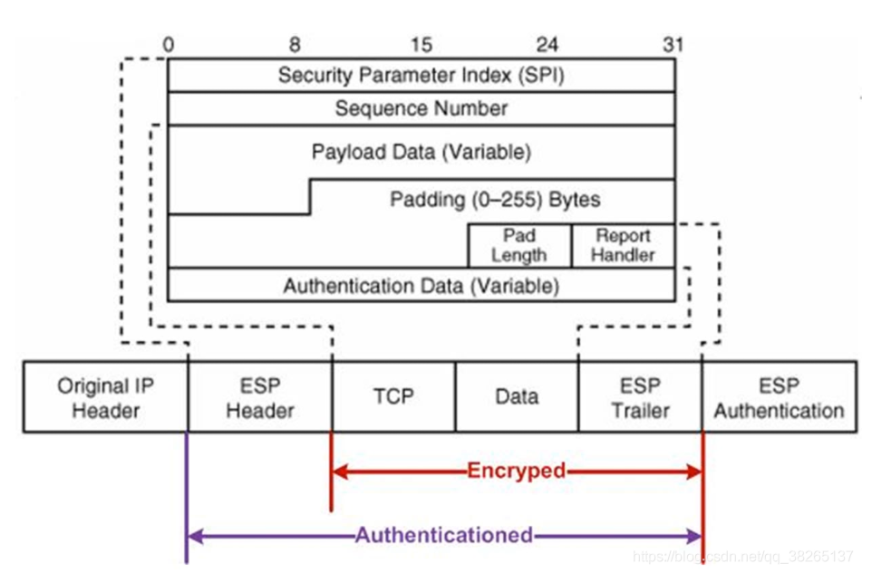 0 8 15 24 31
Security Parameter Index (SPI)
Sequence Number
Payload Data (Variable)
Padding (0–255) Bytes
Pad
Length
Report
Handler
Authentication Data (Variable)
Original IP
Header
ESP
Header
TCP
Data
ESP
Trailer
ESP
Authentication
Encryped
Authenticationed
https://blog.csdn.net/qq_38265137